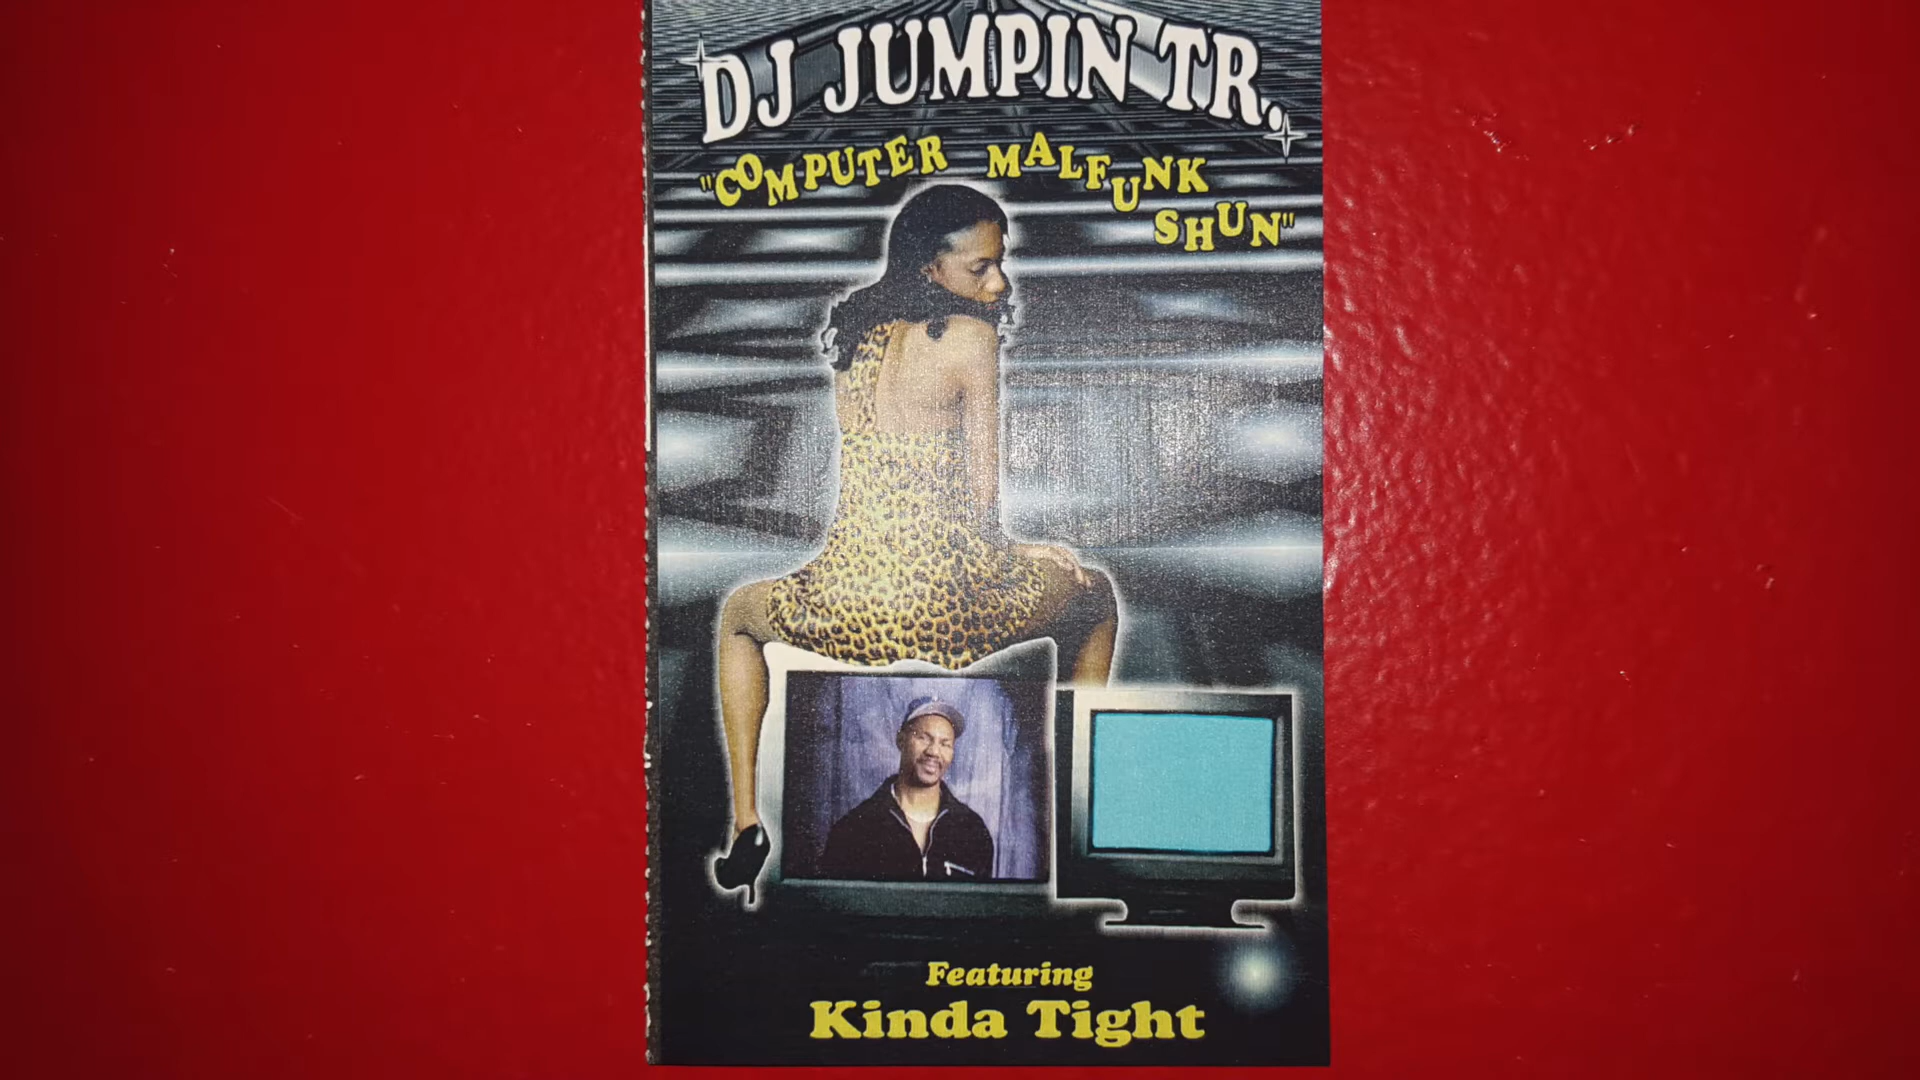 DJ JUMPIN TR.
"COMPUTER MALFUNK
SHUN"
Featuring
Kinda Tight